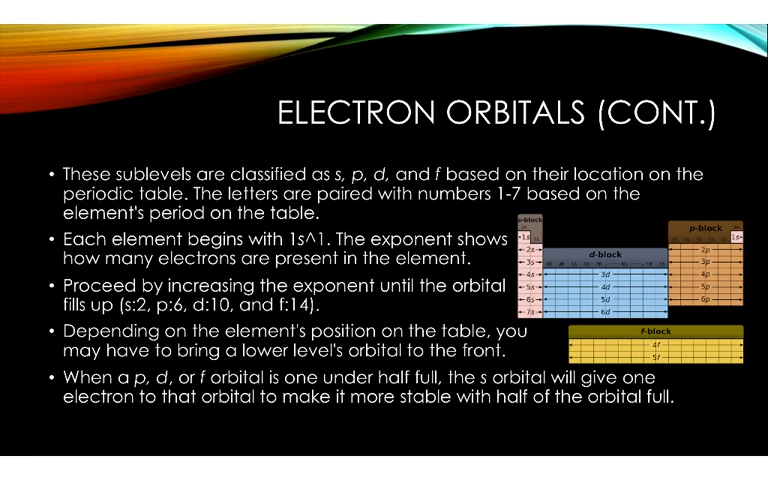 ELECTRON ORBITALS (CONT.)
• These sublevels are classified as s, p, d, and f based on their location on the
periodic table. The letters are paired with numbers 1-7 based on the
element's period on the table.
• Each element begins with 1s^1. The exponent shows
how many electrons are present in the element.
• Proceed by increasing the exponent until the orbital
fills up (s:2, p:6, d:10, and f:14).
• Depending on the element's position on the table, you
may have to bring a lower level's orbital to the front.
• When a p, d, or f orbital is one under half full, the s orbital will give one
electron to that orbital to make it more stable with half of the orbital full.
s-block
1s
2s
3s
4s
5s
6s
7s
d-block
3d
4d
5d
6d
p-block
1s
2p
3p
4p
5p
6p
f-block
4f
5f